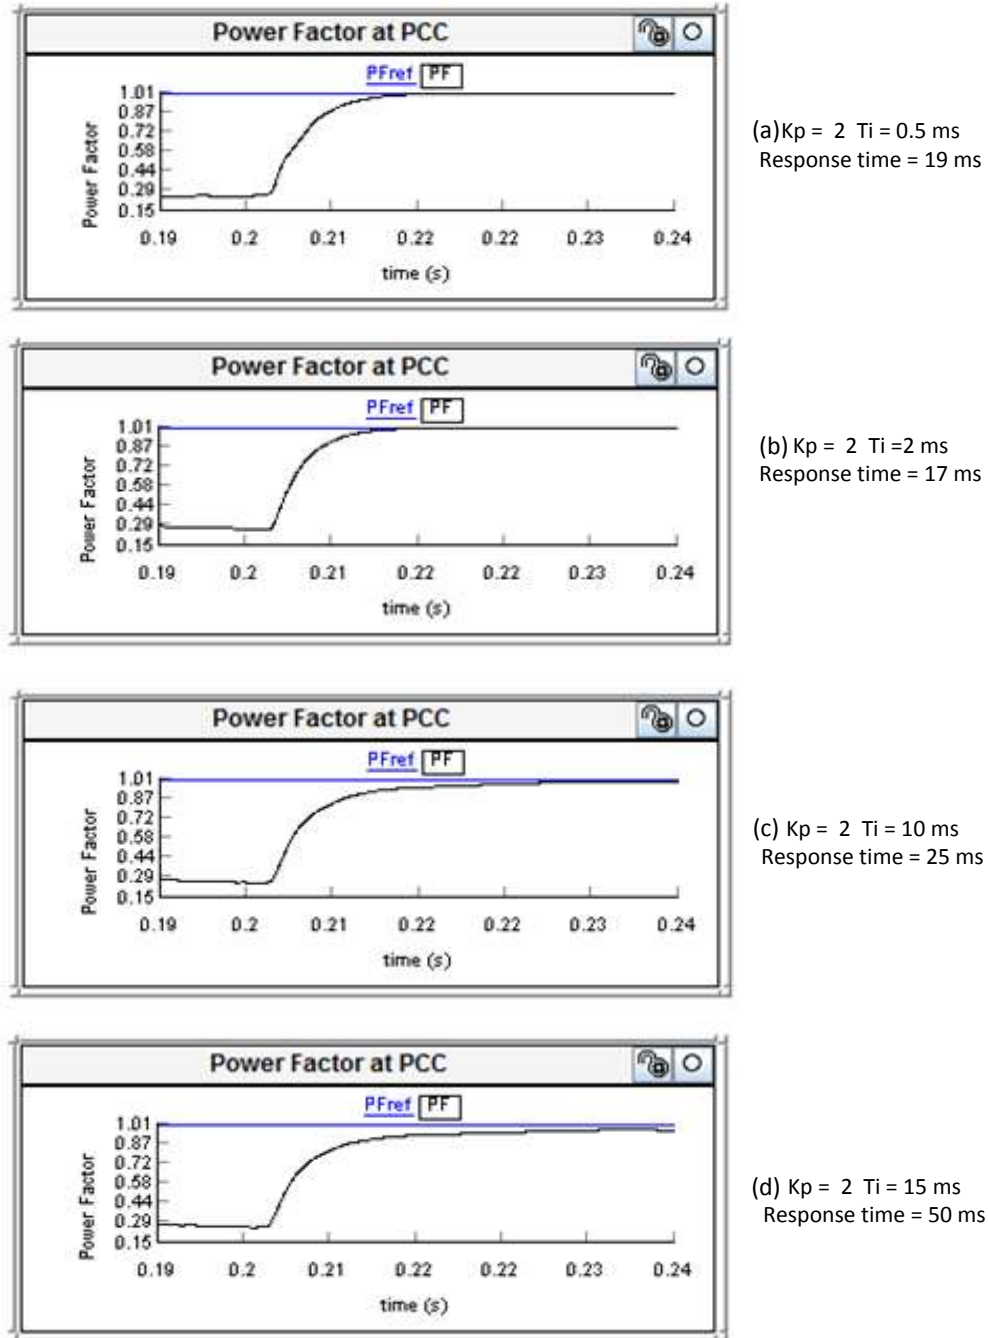 Power Factor at PCC
PFref PF
1.01
0.87
0.72
0.58
0.44
0.29
0.15
Power Factor
0.19 0.2 0.21 0.22 0.22 0.23 0.24
time (s)
(a)Kp = 2 Ti = 0.5 ms
Response time = 19 ms
Power Factor at PCC
PFref PF
1.01
0.87
0.72
0.58
0.44
0.29
0.15
Power Factor
0.19 0.2 0.21 0.22 0.22 0.23 0.24
time (s)
(b) Kp = 2 Ti =2 ms
Response time = 17 ms
Power Factor at PCC
PFref PF
1.01
0.87
0.72
0.58
0.44
0.29
0.15
Power Factor
0.19 0.2 0.21 0.22 0.22 0.23 0.24
time (s)
(c) Kp = 2 Ti = 10 ms
Response time = 25 ms
Power Factor at PCC
PFref PF
1.01
0.87
0.72
0.58
0.44
0.29
0.15
Power Factor
0.19 0.2 0.21 0.22 0.22 0.23 0.24
time (s)
(d) Kp = 2 Ti = 15 ms
Response time = 50 ms